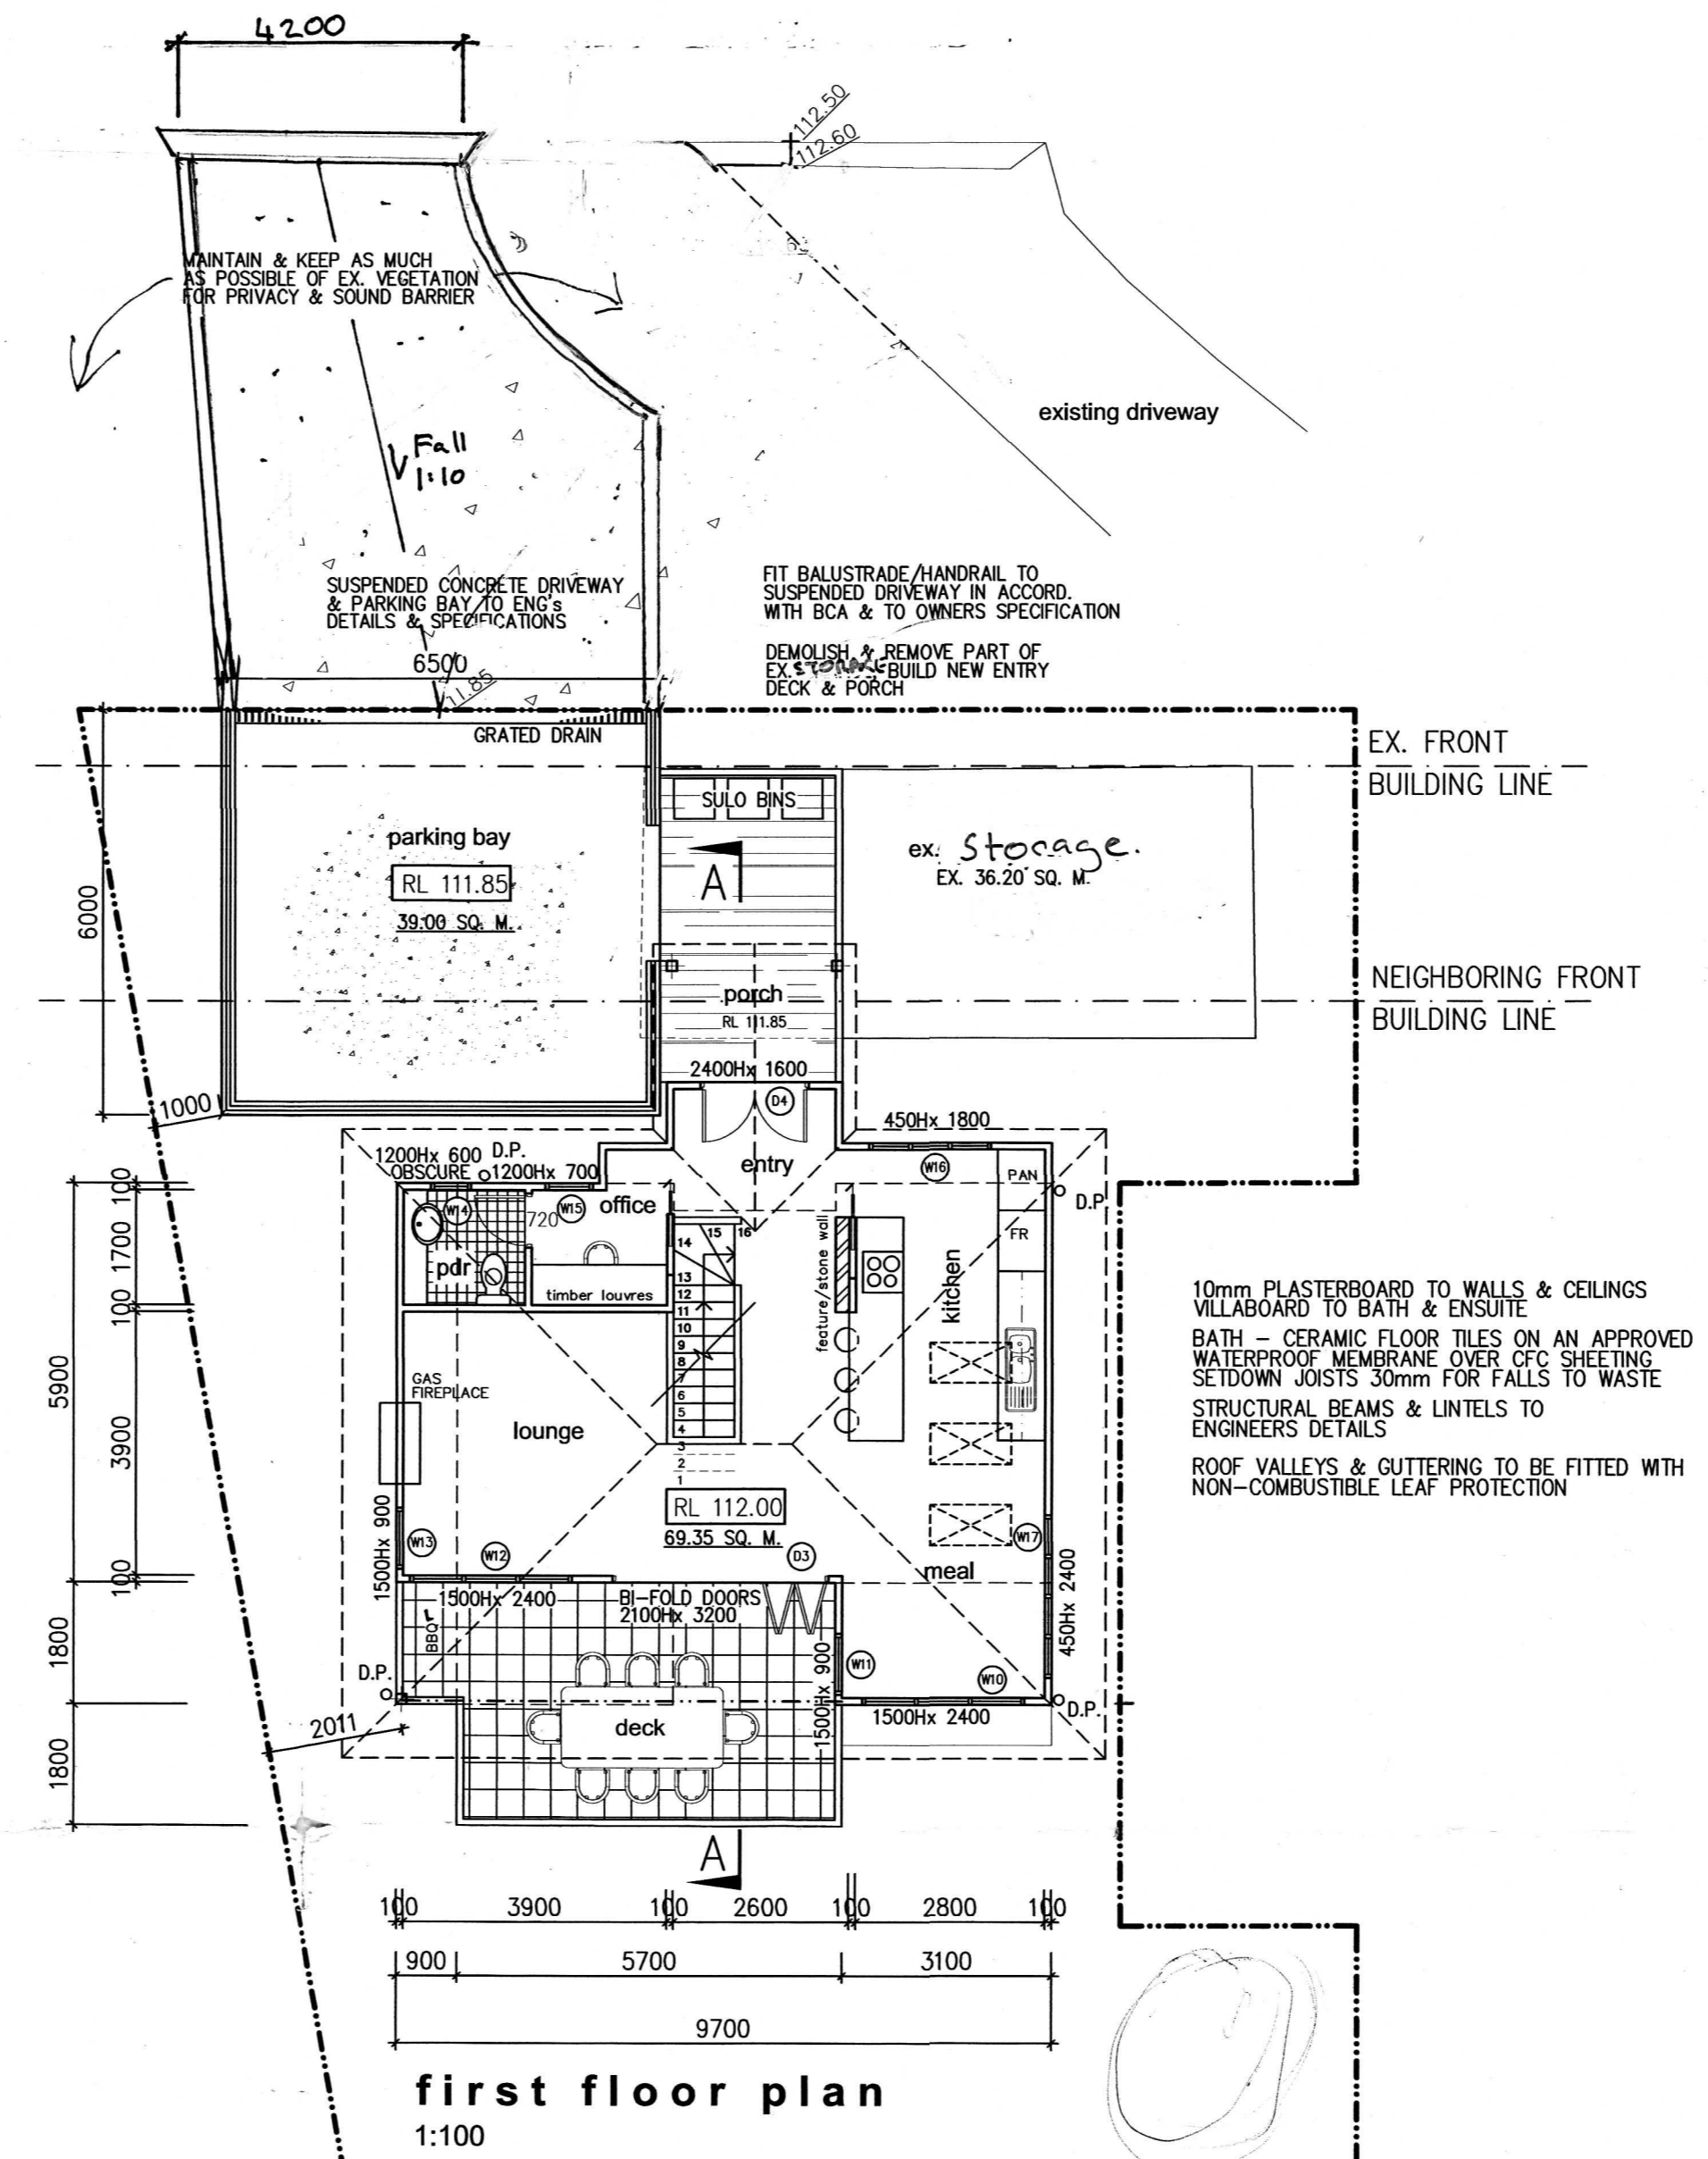 4200
112.50
112.60
MAINTAIN & KEEP AS MUCH
AS POSSIBLE OF EX. VEGETATION
FOR PRIVACY & SOUND BARRIER
existing driveway
Fall
1:10
SUSPENDED CONCRETE DRIVEWAY
& PARKING BAY TO ENG's
DETAILS & SPECIFICATIONS
FIT BALUSTRADE/HANDRAIL TO
SUSPENDED DRIVEWAY IN ACCORD.
WITH BCA & TO OWNERS SPECIFICATION
DEMOLISH & REMOVE PART OF
EX. STORAGE BUILD NEW ENTRY
DECK & PORCH
6500
11.85
GRATED DRAIN
EX. FRONT
BUILDING LINE
SULO BINS
parking bay
RL 111.85
39.00 SQ. M.
A
ex. Storage.
EX. 36.20 SQ. M.
6000
NEIGHBORING FRONT
BUILDING LINE
porch
RL 111.85
2400Hx 1600
D4
1000
450Hx 1800
1200Hx 600
OBSCURE
D.P.
1200Hx 700
entry
W16
PAN
D.P.
W14
720
W15
office
15
16
14
FR
pdr
timber louvres
13
12
11
10
9
8
7
6
5
4
3
2
1
feature/stone wall
kitchen
100
1700
100
5900
3900
100
1800
1800
GAS
FIREPLACE
lounge
10mm PLASTERBOARD TO WALLS & CEILINGS
VILLABOARD TO BATH & ENSUITE
BATH – CERAMIC FLOOR TILES ON AN APPROVED
WATERPROOF MEMBRANE OVER CFC SHEETING
SETDOWN JOISTS 30mm FOR FALLS TO WASTE
STRUCTURAL BEAMS & LINTELS TO
ENGINEERS DETAILS
ROOF VALLEYS & GUTTERING TO BE FITTED WITH
NON–COMBUSTIBLE LEAF PROTECTION
RL 112.00
69.35 SQ. M.
1500Hx 900
W13
W12
D3
W17
meal
450Hx 2400
1500Hx 2400
BI–FOLD DOORS
2100Hx 3200
BBQ
1500Hx 900
W11
W10
D.P.
D.P.
1500Hx 2400
2011
deck
A
100
3900
100
2600
100
2800
100
900
5700
3100
9700
first floor plan
1:100